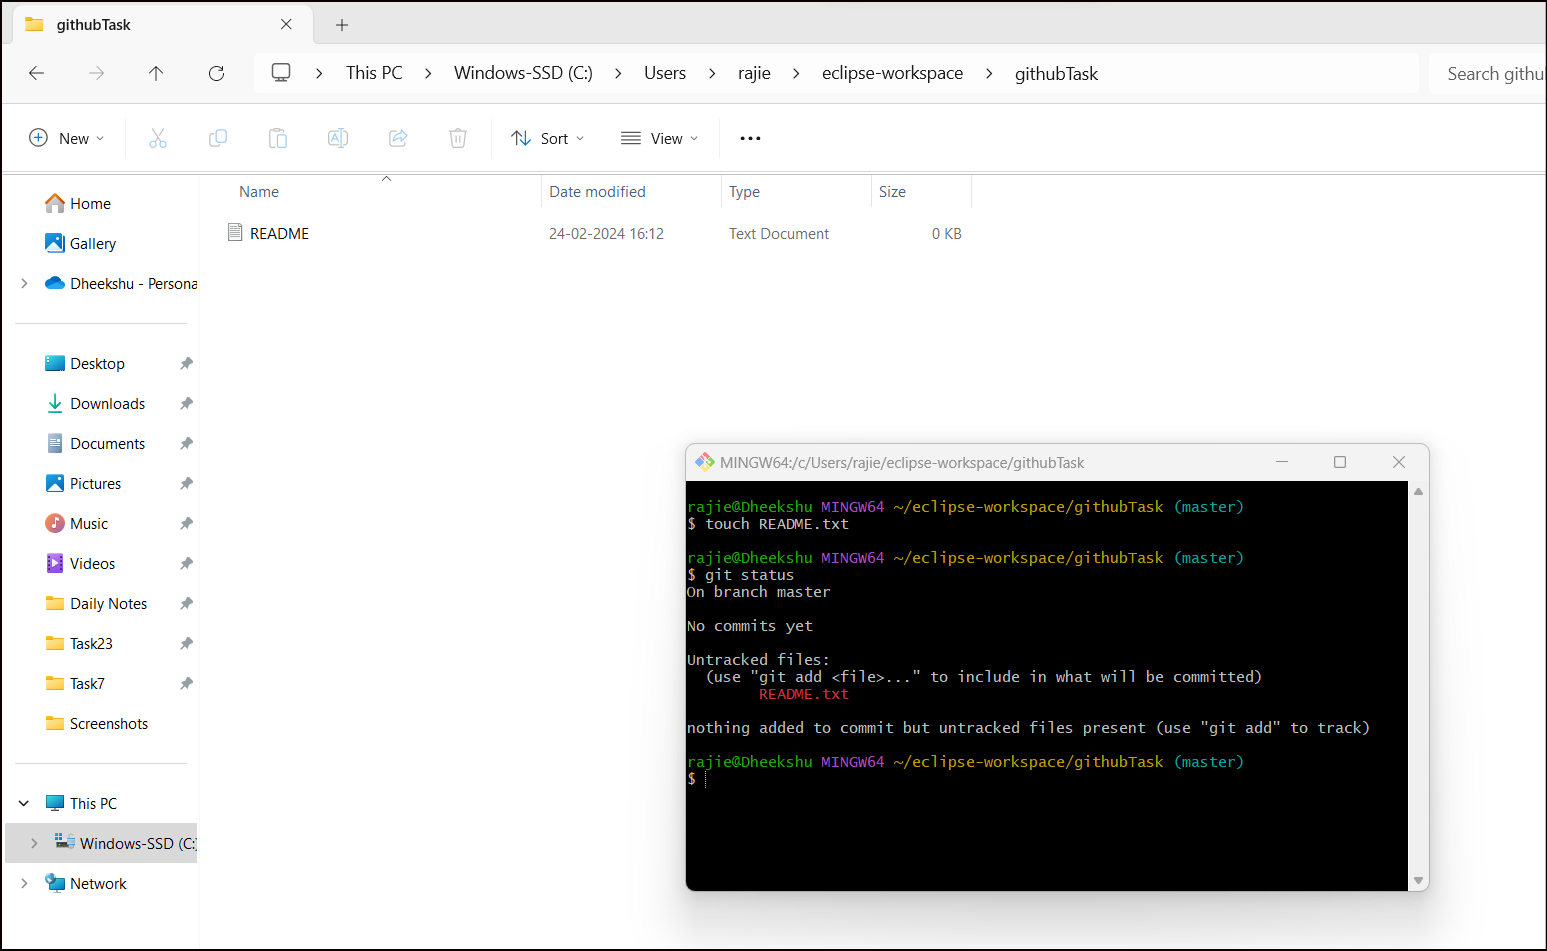 githubTask
This PC > Windows-SSD (C:) > Users > rajie > eclipse-workspace > githubTask
Search githu
New
Sort
View
Name Date modified Type Size
README 24-02-2024 16:12 Text Document 0 KB
Home
Gallery
Dheekshu - Persona
Desktop
Downloads
Documents
Pictures
Music
Videos
Daily Notes
Task23
Task7
Screenshots
This PC
Windows-SSD (C:)
Network
MINGW64:/c/Users/rajie/eclipse-workspace/githubTask
rajie@Dheekshu MINGW64 ~/eclipse-workspace/githubTask (master)
$ touch README.txt
rajie@Dheekshu MINGW64 ~/eclipse-workspace/githubTask (master)
$ git status
On branch master
No commits yet
Untracked files:
(use "git add <file>..." to include in what will be committed)
README.txt
nothing added to commit but untracked files present (use "git add" to track)
rajie@Dheekshu MINGW64 ~/eclipse-workspace/githubTask (master)
$